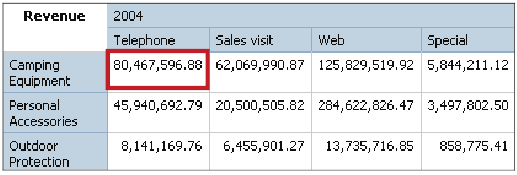 Revenue 2004
Telephone Sales visit Web Special
Camping Equipment 80,467,596.88 62,069,990.87 125,829,519.92 5,844,211.12
Personal Accessories 45,940,692.79 20,500,505.82 284,622,826.47 3,497,802.50
Outdoor Protection 8,141,169.76 6,455,901.27 13,735,716.85 858,775.41